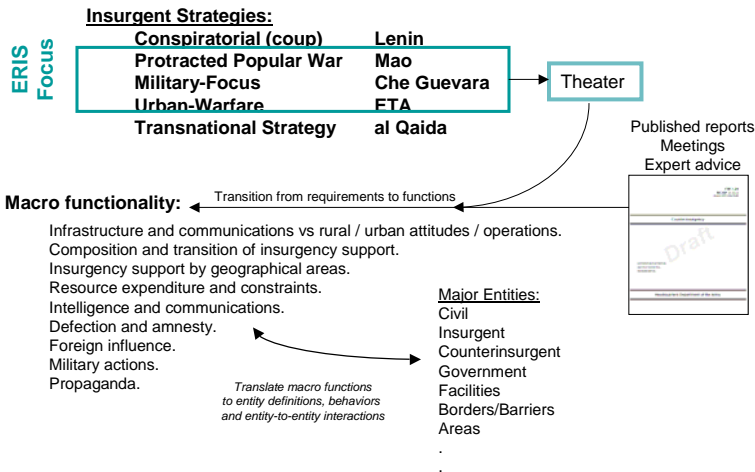 Insurgent Strategies:
Conspiratorial (coup) Lenin
Protracted Popular War Mao
Military-Focus Che Guevara
Urban-Warfare ETA
Transnational Strategy al Qaida
ERIS
Focus
Theater
Published reports
Meetings
Expert advice
Draft
Macro functionality:
Transition from requirements to functions
Infrastructure and communications vs rural / urban attitudes / operations.
Composition and transition of insurgency support.
Insurgency support by geographical areas.
Resource expenditure and constraints.
Intelligence and communications.
Defection and amnesty.
Foreign influence.
Military actions.
Propaganda.
Translate macro functions
to entity definitions, behaviors
and entity-to-entity interactions
Major Entities:
Civil
Insurgent
Counterinsurgent
Government
Facilities
Borders/Barriers
Areas
.
.